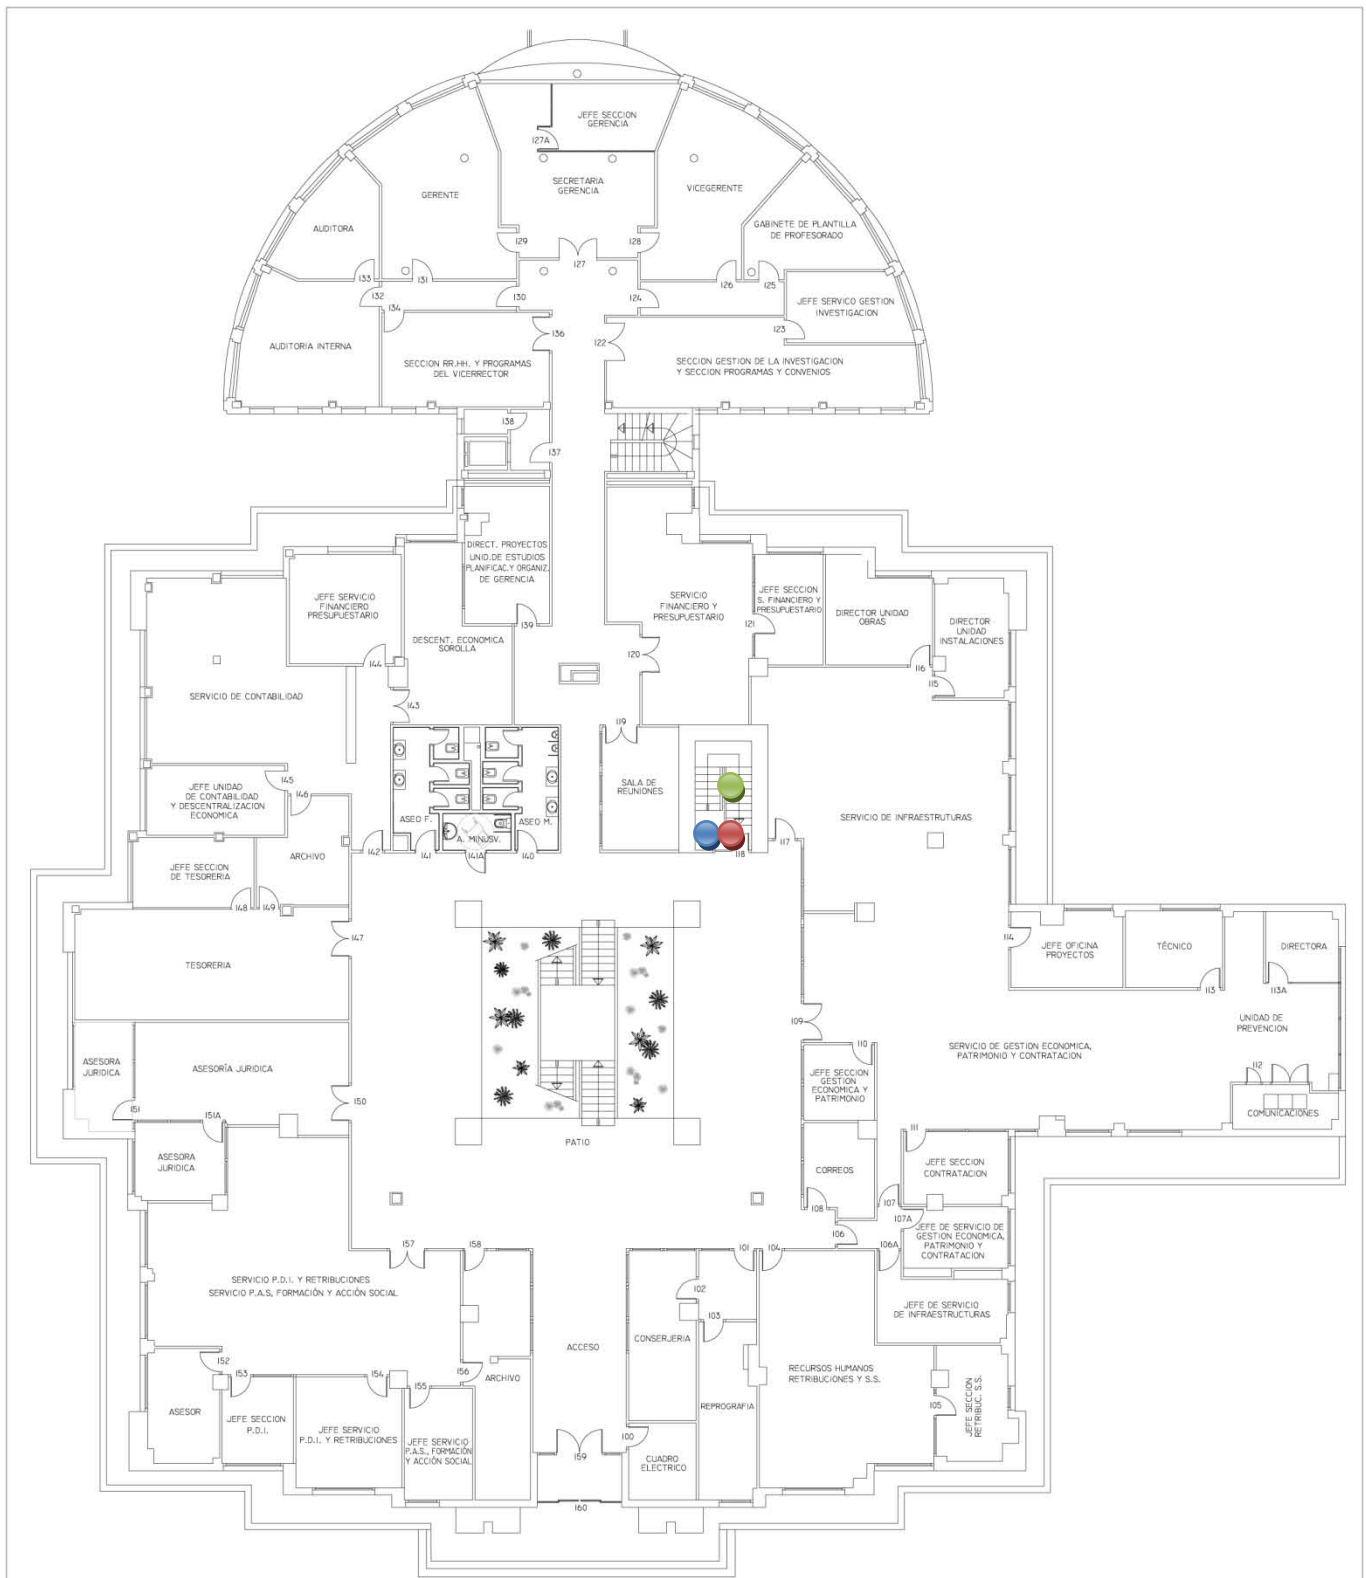 JEFE SECCION
GERENCIA
127A
SECRETARIA
GERENCIA
GERENTE
VICEGERENTE
AUDITORA
GABINETE DE PLANTILLA
DE PROFESORADO
129
128
127
133
131
126
125
132
130
124
134
JEFE SERVICO GESTION
INVESTIGACION
123
136
122
AUDITORIA INTERNA
SECCION RR.HH. Y PROGRAMAS
DEL VICERRECTOR
SECCION GESTION DE LA INVESTIGACION
Y SECCION PROGRAMAS Y CONVENIOS
138
137
DIRECT. PROYECTOS
UNID.DE ESTUDIOS
PLANIFICAC.Y ORGANIZ.
DE GERENCIA
139
JEFE SERVICIO
FINANCIERO
PRESUPUESTARIO
144
DESCENT. ECONOMICA
SOROLLA
143
SERVICIO
FINANCIERO Y
PRESUPUESTARIO
120
121
JEFE SECCION
S. FINANCIERO Y
PRESUPUESTARIO
DIRECTOR UNIDAD
OBRAS
116
DIRECTOR
UNIDAD
INSTALACIONES
115
SERVICIO DE CONTABILIDAD
119
JEFE UNIDAD
DE CONTABILIDAD
Y DESCENTRALIZACION
ECONOMICA
145
146
SALA DE
REUNIONES
SERVICIO DE INFRAESTRUTURAS
ASEO F.
A. MINUSV.
ASEO M.
142
141
141A
140
118
117
ARCHIVO
JEFE SECCION
DE TESORERIA
148
149
147
TESORERIA
114
JEFE OFICINA
PROYECTOS
TÉCNICO
DIRECTORA
113
113A
109
UNIDAD DE
PREVENCION
110
SERVICIO DE GESTION ECONOMICA,
PATRIMONIO Y CONTRATACION
112
COMUNICACIONES
ASESORA
JURIDICA
ASESORÍA JURIDICA
JEFE SECCION
GESTION
ECONOMICA Y
PATRIMONIO
151
151A
150
111
PATIO
ASESORA
JURIDICA
CORREOS
JEFE SECCION
CONTRATACION
108
107
107A
106
106A
JEFE DE SERVICIO DE
GESTION ECONOMICA,
PATRIMONIO Y
CONTRATACION
157
158
101
104
SERVICIO P.D.I. Y RETRIBUCIONES
SERVICIO P.A.S, FORMACIÓN Y ACCIÓN SOCIAL
102
103
JEFE DE SERVICIO
DE INFRAESTRUCTURAS
CONSERJERIA
ACCESO
152
153
154
156
155
ARCHIVO
RECURSOS HUMANOS
RETRIBUCIONES Y S.S.
JEFE SECCION
RETRIBUC. S.S.
105
ASESOR
JEFE SECCION
P.D.I.
JEFE SERVICIO
P.D.I. Y RETRIBUCIONES
JEFE SERVICIO
P.A.S., FORMACIÓN
Y ACCIÓN SOCIAL
REPROGRAFIA
100
159
CUADRO
ELECTRICO
160